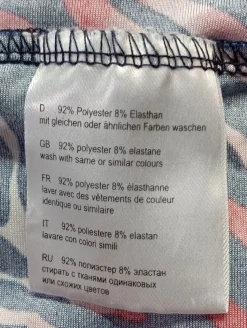 D 92% Polyester 8% Elasthan
mit gleichen oder ähnlichen Farben waschen
GB 92% polyester 8% elastane
wash with same or similar colours
FR 92% polyester 8% élasthanne
laver avec des vêtements de couleur
identique ou similaire
IT 92% poliestere 8% elastan
lavare con colori simili
RU 92% полиэстер 8% эластан
стирать с тканями одинаковых
или схожих цветов